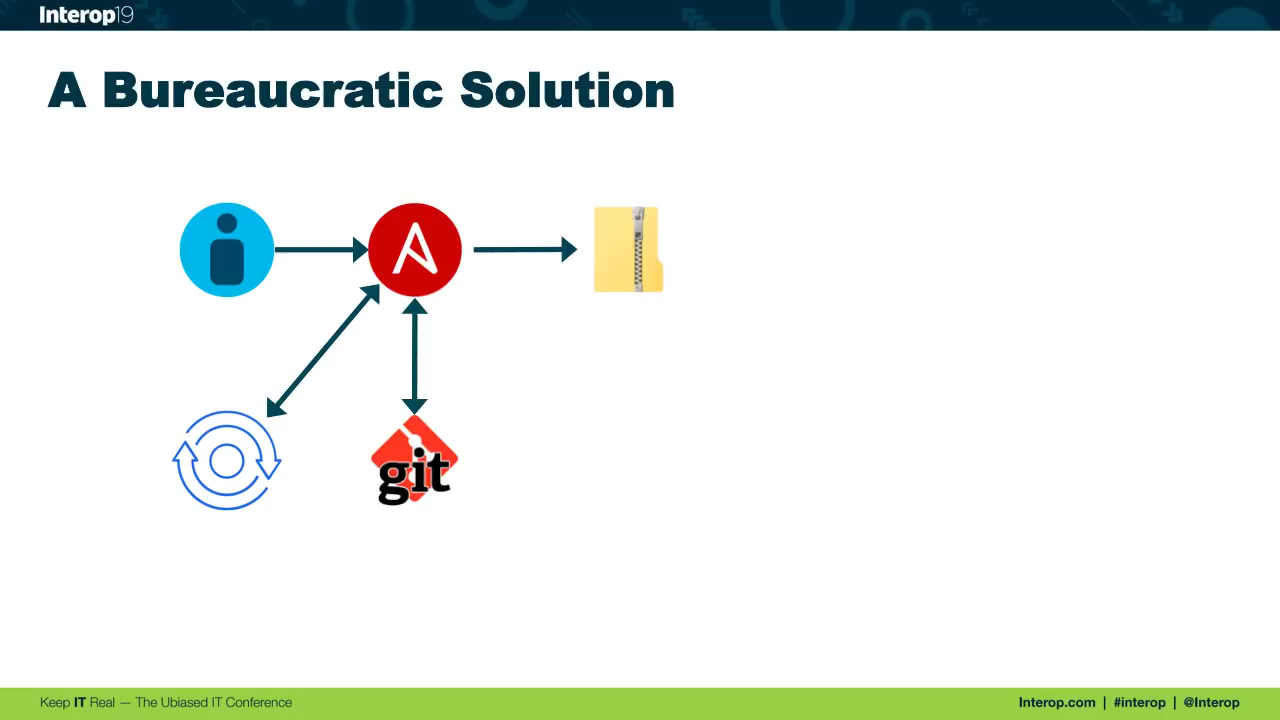 Interop19
A Bureaucratic Solution
git
Keep IT Real — The Ubiased IT Conference
Interop.com | #interop | @Interop